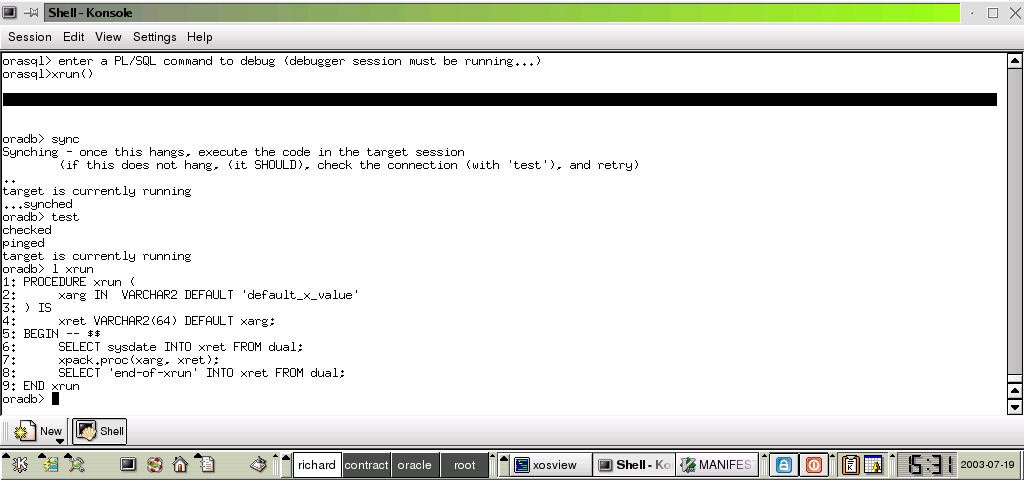 Shell - Konsole
Session Edit View Settings Help
orasql> enter a PL/SQL command to debug (debugger session must be running...)
orasql>xrun()
oradb> sync
Synching - once this hangs, execute the code in the target session
(if this does not hang, (it SHOULD), check the connection (with 'test'), and retry)
..
target is currently running
...synched
oradb> test
checked
pinged
target is currently running
oradb> l xrun
1: PROCEDURE xrun (
2: xarg IN VARCHAR2 DEFAULT 'default_x_value'
3: ) IS
4: xret VARCHAR2(64) DEFAULT xarg;
5: BEGIN -- $$
6: SELECT sysdate INTO xret FROM dual;
7: xpack.proc(xarg, xret);
8: SELECT 'end-of-xrun' INTO xret FROM dual;
9: END xrun
oradb>
New Shell
richard contract oracle root xosview Shell - Ko MANIFES 6:31 2003-07-19